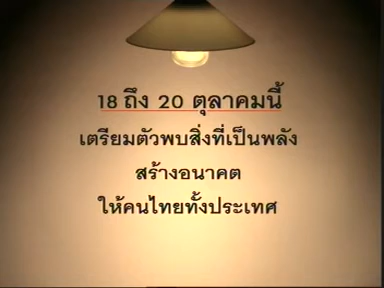 18 ถึง 20 ตุลาคมนี้
เตรียมตัวพบสิ่งที่เป็นพลัง
สร้างอนาคต
ให้คนไทยทั้งประเทศ